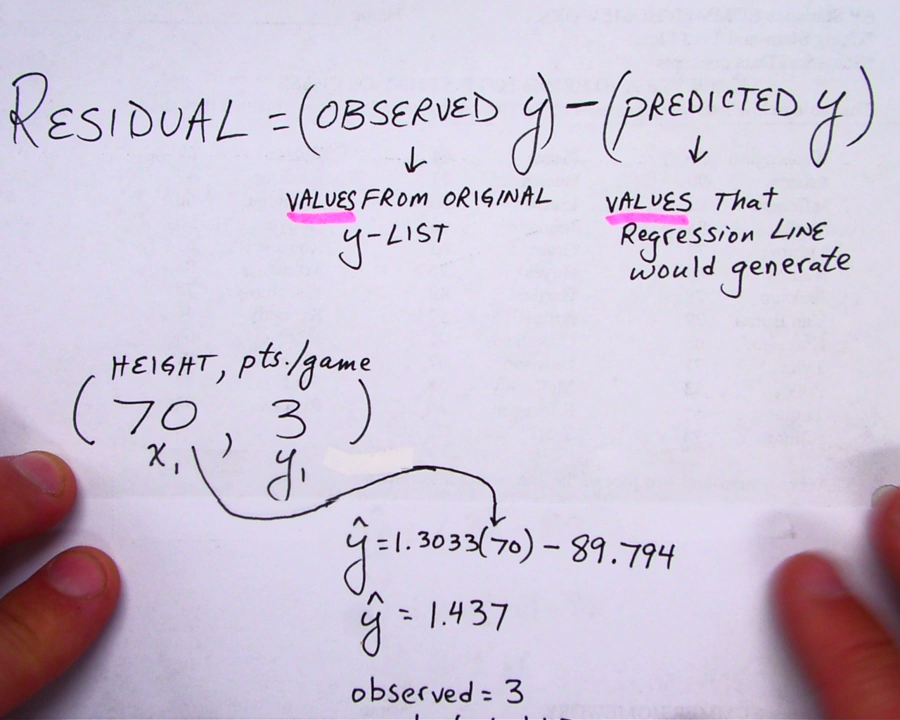 RESIDUAL = (OBSERVED y) - (PREDICTED y)
↓ ↓
VALUES FROM ORIGINAL y-LIST
VALUES That Regression LINE would generate
HEIGHT, pts./game
(70, 3)
x₁ y₁
ŷ = 1.3033(70) - 89.794
ŷ = 1.437
observed = 3